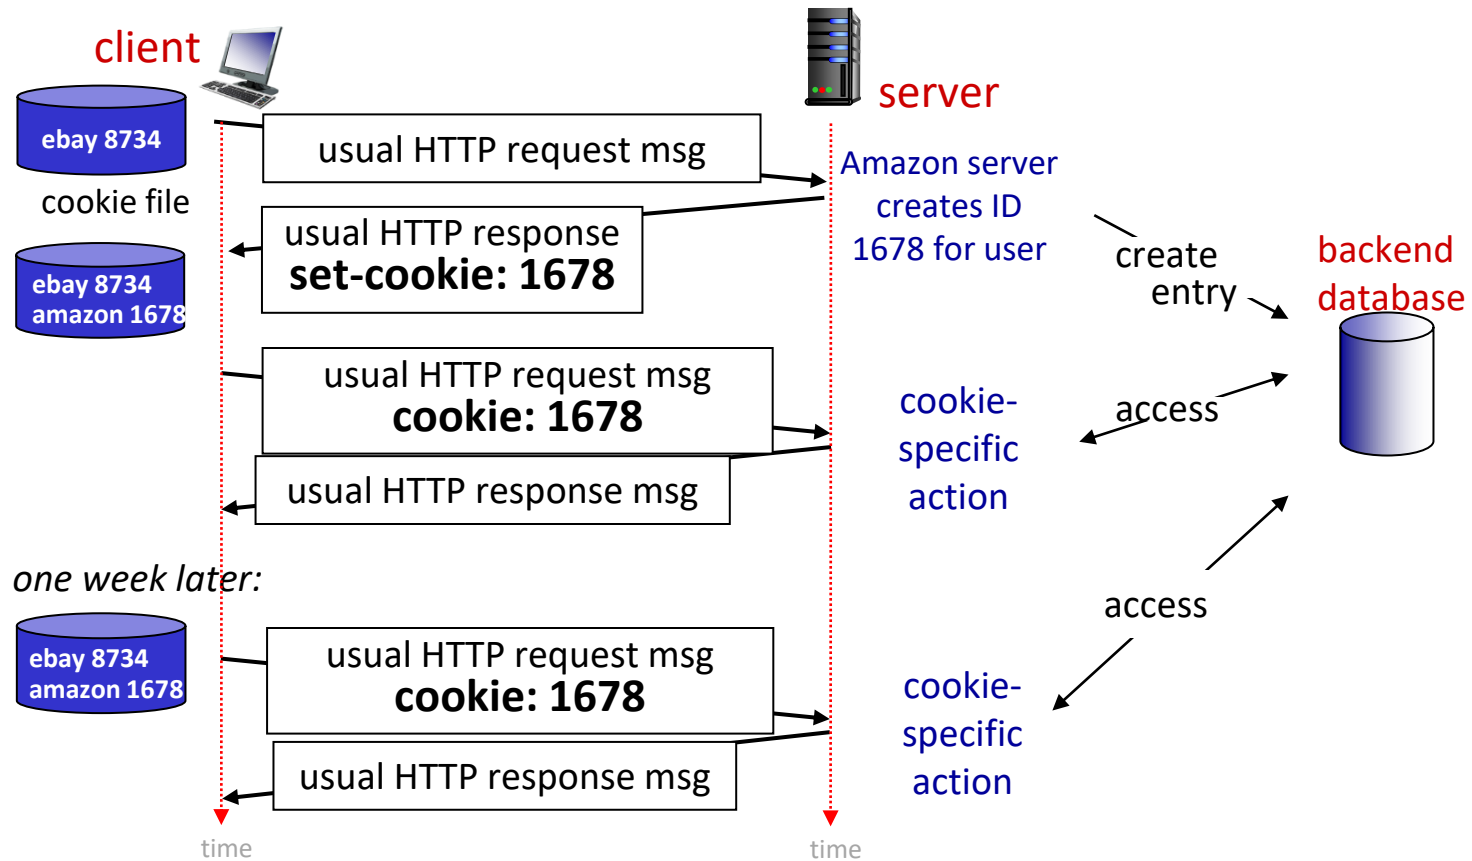 client
server
ebay 8734
cookie file
usual HTTP request msg
Amazon server
creates ID
1678 for user
usual HTTP response
set-cookie: 1678
create
entry
backend
database
ebay 8734
amazon 1678
usual HTTP request msg
cookie: 1678
cookie-
specific
action
access
usual HTTP response msg
one week later:
access
ebay 8734
amazon 1678
usual HTTP request msg
cookie: 1678
cookie-
specific
action
usual HTTP response msg
time
time